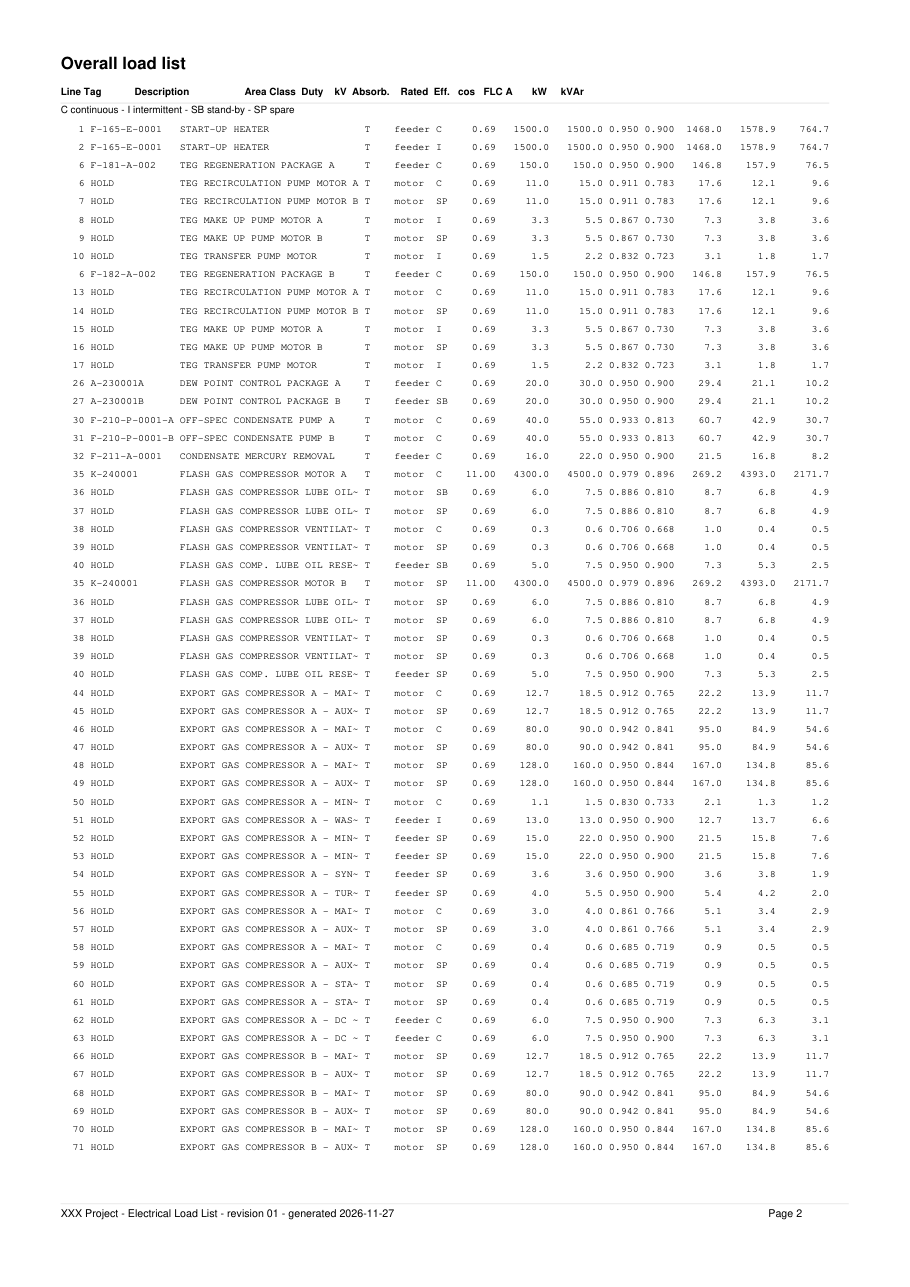 Overall load list
Line Tag Description Area Class Duty kV Absorb. Rated Eff. cos FLC A kW kVAr
C continuous - I intermittent - SB stand-by - SP spare
1 F-165-E-0001 START-UP HEATER T feeder C 0.69 1500.0 1500.0 0.950 0.900 1468.0 1578.9 764.7
2 F-165-E-0001 START-UP HEATER T feeder I 0.69 1500.0 1500.0 0.950 0.900 1468.0 1578.9 764.7
6 F-181-A-002 TEG REGENERATION PACKAGE A T feeder C 0.69 150.0 150.0 0.950 0.900 146.8 157.9 76.5
6 HOLD TEG RECIRCULATION PUMP MOTOR A T motor C 0.69 11.0 15.0 0.911 0.783 17.6 12.1 9.6
7 HOLD TEG RECIRCULATION PUMP MOTOR B T motor SP 0.69 11.0 15.0 0.911 0.783 17.6 12.1 9.6
8 HOLD TEG MAKE UP PUMP MOTOR A T motor I 0.69 3.3 5.5 0.867 0.730 7.3 3.8 3.6
9 HOLD TEG MAKE UP PUMP MOTOR B T motor SP 0.69 3.3 5.5 0.867 0.730 7.3 3.8 3.6
10 HOLD TEG TRANSFER PUMP MOTOR T motor I 0.69 1.5 2.2 0.832 0.723 3.1 1.8 1.7
6 F-182-A-002 TEG REGENERATION PACKAGE B T feeder C 0.69 150.0 150.0 0.950 0.900 146.8 157.9 76.5
13 HOLD TEG RECIRCULATION PUMP MOTOR A T motor C 0.69 11.0 15.0 0.911 0.783 17.6 12.1 9.6
14 HOLD TEG RECIRCULATION PUMP MOTOR B T motor SP 0.69 11.0 15.0 0.911 0.783 17.6 12.1 9.6
15 HOLD TEG MAKE UP PUMP MOTOR A T motor I 0.69 3.3 5.5 0.867 0.730 7.3 3.8 3.6
16 HOLD TEG MAKE UP PUMP MOTOR B T motor SP 0.69 3.3 5.5 0.867 0.730 7.3 3.8 3.6
17 HOLD TEG TRANSFER PUMP MOTOR T motor I 0.69 1.5 2.2 0.832 0.723 3.1 1.8 1.7
26 A-230001A DEW POINT CONTROL PACKAGE A T feeder C 0.69 20.0 30.0 0.950 0.900 29.4 21.1 10.2
27 A-230001B DEW POINT CONTROL PACKAGE B T feeder SB 0.69 20.0 30.0 0.950 0.900 29.4 21.1 10.2
30 F-210-P-0001-A OFF-SPEC CONDENSATE PUMP A T motor C 0.69 40.0 55.0 0.933 0.813 60.7 42.9 30.7
31 F-210-P-0001-B OFF-SPEC CONDENSATE PUMP B T motor C 0.69 40.0 55.0 0.933 0.813 60.7 42.9 30.7
32 F-211-A-0001 CONDENSATE MERCURY REMOVAL T feeder C 0.69 16.0 22.0 0.950 0.900 21.5 16.8 8.2
35 K-240001 FLASH GAS COMPRESSOR MOTOR A T motor C 11.00 4300.0 4500.0 0.979 0.896 269.2 4393.0 2171.7
36 HOLD FLASH GAS COMPRESSOR LUBE OIL~ T motor SB 0.69 6.0 7.5 0.886 0.810 8.7 6.8 4.9
37 HOLD FLASH GAS COMPRESSOR LUBE OIL~ T motor SP 0.69 6.0 7.5 0.886 0.810 8.7 6.8 4.9
38 HOLD FLASH GAS COMPRESSOR VENTILAT~ T motor C 0.69 0.3 0.6 0.706 0.668 1.0 0.4 0.5
39 HOLD FLASH GAS COMPRESSOR VENTILAT~ T motor SP 0.69 0.3 0.6 0.706 0.668 1.0 0.4 0.5
40 HOLD FLASH GAS COMP. LUBE OIL RESE~ T feeder SB 0.69 5.0 7.5 0.950 0.900 7.3 5.3 2.5
35 K-240001 FLASH GAS COMPRESSOR MOTOR B T motor SP 11.00 4300.0 4500.0 0.979 0.896 269.2 4393.0 2171.7
36 HOLD FLASH GAS COMPRESSOR LUBE OIL~ T motor SP 0.69 6.0 7.5 0.886 0.810 8.7 6.8 4.9
37 HOLD FLASH GAS COMPRESSOR LUBE OIL~ T motor SP 0.69 6.0 7.5 0.886 0.810 8.7 6.8 4.9
38 HOLD FLASH GAS COMPRESSOR VENTILAT~ T motor SP 0.69 0.3 0.6 0.706 0.668 1.0 0.4 0.5
39 HOLD FLASH GAS COMPRESSOR VENTILAT~ T motor SP 0.69 0.3 0.6 0.706 0.668 1.0 0.4 0.5
40 HOLD FLASH GAS COMP. LUBE OIL RESE~ T feeder SP 0.69 5.0 7.5 0.950 0.900 7.3 5.3 2.5
44 HOLD EXPORT GAS COMPRESSOR A - MAI~ T motor C 0.69 12.7 18.5 0.912 0.765 22.2 13.9 11.7
45 HOLD EXPORT GAS COMPRESSOR A - AUX~ T motor SP 0.69 12.7 18.5 0.912 0.765 22.2 13.9 11.7
46 HOLD EXPORT GAS COMPRESSOR A - MAI~ T motor C 0.69 80.0 90.0 0.942 0.841 95.0 84.9 54.6
47 HOLD EXPORT GAS COMPRESSOR A - AUX~ T motor SP 0.69 80.0 90.0 0.942 0.841 95.0 84.9 54.6
48 HOLD EXPORT GAS COMPRESSOR A - MAI~ T motor SP 0.69 128.0 160.0 0.950 0.844 167.0 134.8 85.6
49 HOLD EXPORT GAS COMPRESSOR A - AUX~ T motor SP 0.69 128.0 160.0 0.950 0.844 167.0 134.8 85.6
50 HOLD EXPORT GAS COMPRESSOR A - MIN~ T motor C 0.69 1.1 1.5 0.830 0.733 2.1 1.3 1.2
51 HOLD EXPORT GAS COMPRESSOR A - WAS~ T feeder I 0.69 13.0 13.0 0.950 0.900 12.7 13.7 6.6
52 HOLD EXPORT GAS COMPRESSOR A - MIN~ T feeder SP 0.69 15.0 22.0 0.950 0.900 21.5 15.8 7.6
53 HOLD EXPORT GAS COMPRESSOR A - MIN~ T feeder SP 0.69 15.0 22.0 0.950 0.900 21.5 15.8 7.6
54 HOLD EXPORT GAS COMPRESSOR A - SYN~ T feeder SP 0.69 3.6 3.6 0.950 0.900 3.6 3.8 1.9
55 HOLD EXPORT GAS COMPRESSOR A - TUR~ T feeder SP 0.69 4.0 5.5 0.950 0.900 5.4 4.2 2.0
56 HOLD EXPORT GAS COMPRESSOR A - MAI~ T motor C 0.69 3.0 4.0 0.861 0.766 5.1 3.4 2.9
57 HOLD EXPORT GAS COMPRESSOR A - AUX~ T motor SP 0.69 3.0 4.0 0.861 0.766 5.1 3.4 2.9
58 HOLD EXPORT GAS COMPRESSOR A - MAI~ T motor C 0.69 0.4 0.6 0.685 0.719 0.9 0.5 0.5
59 HOLD EXPORT GAS COMPRESSOR A - AUX~ T motor SP 0.69 0.4 0.6 0.685 0.719 0.9 0.5 0.5
60 HOLD EXPORT GAS COMPRESSOR A - STA~ T motor SP 0.69 0.4 0.6 0.685 0.719 0.9 0.5 0.5
61 HOLD EXPORT GAS COMPRESSOR A - STA~ T motor SP 0.69 0.4 0.6 0.685 0.719 0.9 0.5 0.5
62 HOLD EXPORT GAS COMPRESSOR A - DC ~ T feeder C 0.69 6.0 7.5 0.950 0.900 7.3 6.3 3.1
63 HOLD EXPORT GAS COMPRESSOR A - DC ~ T feeder C 0.69 6.0 7.5 0.950 0.900 7.3 6.3 3.1
66 HOLD EXPORT GAS COMPRESSOR B - MAI~ T motor SP 0.69 12.7 18.5 0.912 0.765 22.2 13.9 11.7
67 HOLD EXPORT GAS COMPRESSOR B - AUX~ T motor SP 0.69 12.7 18.5 0.912 0.765 22.2 13.9 11.7
68 HOLD EXPORT GAS COMPRESSOR B - MAI~ T motor SP 0.69 80.0 90.0 0.942 0.841 95.0 84.9 54.6
69 HOLD EXPORT GAS COMPRESSOR B - AUX~ T motor SP 0.69 80.0 90.0 0.942 0.841 95.0 84.9 54.6
70 HOLD EXPORT GAS COMPRESSOR B - MAI~ T motor SP 0.69 128.0 160.0 0.950 0.844 167.0 134.8 85.6
71 HOLD EXPORT GAS COMPRESSOR B - AUX~ T motor SP 0.69 128.0 160.0 0.950 0.844 167.0 134.8 85.6
XXX Project - Electrical Load List - revision 01 - generated 2026-11-27 Page 2